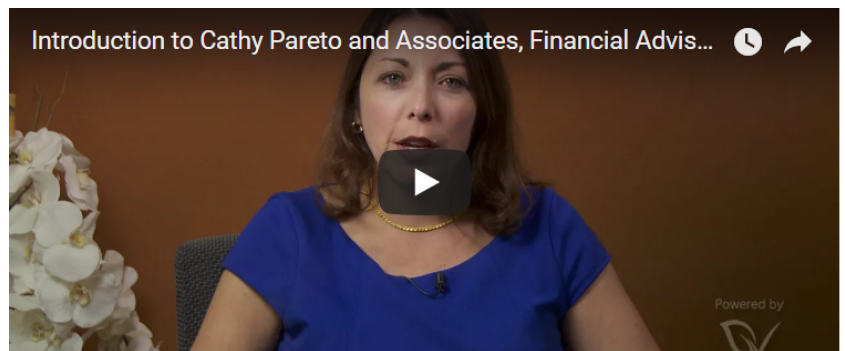 Introduction to Cathy Pareto and Associates, Financial Advis...
Powered by